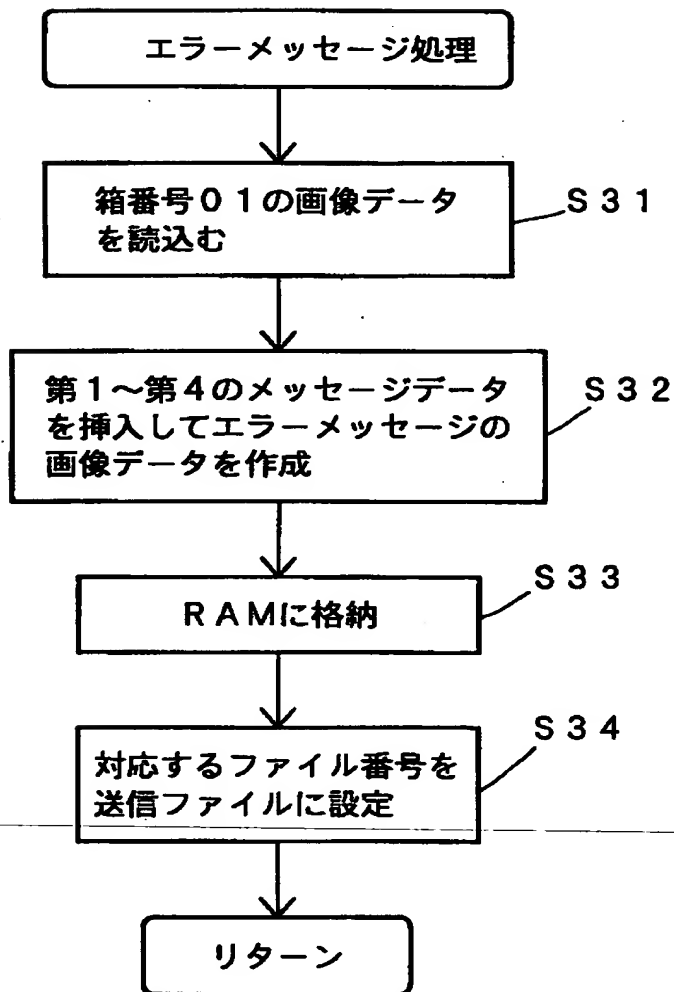 エラーメッセージ処理
箱番号01の画像データ
を読込む
S31
第1〜第4のメッセージデータ
を挿入してエラーメッセージの
画像データを作成
S32
RAMに格納
S33
対応するファイル番号を
送信ファイルに設定
S34
リターン